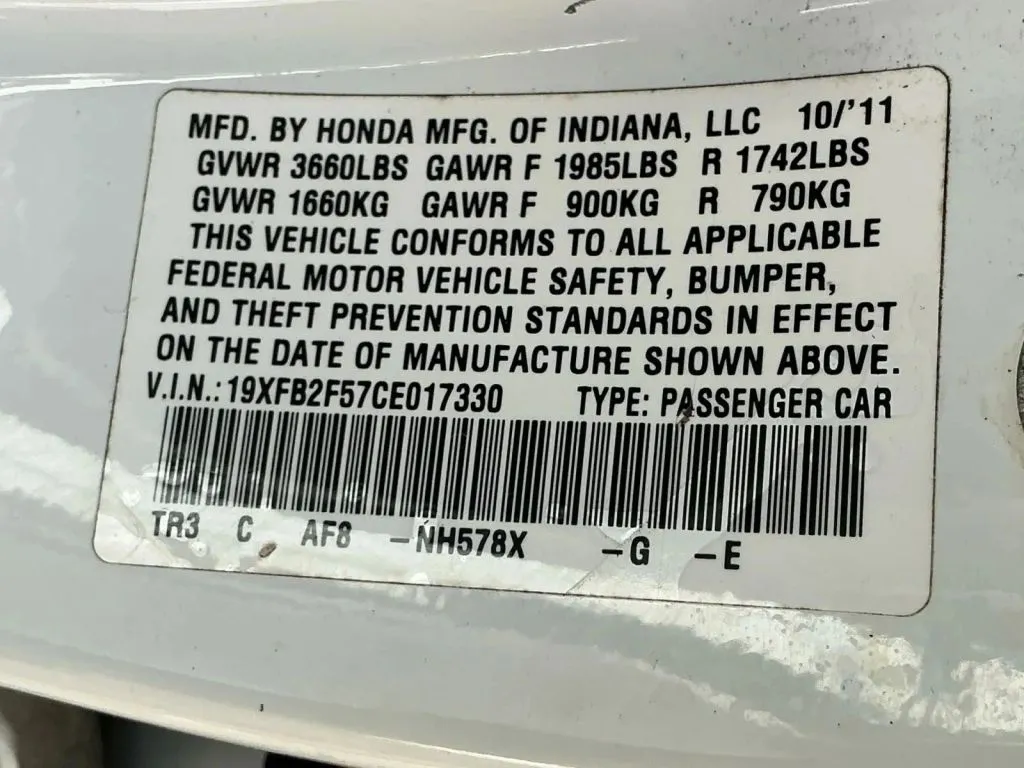 MFD. BY HONDA MFG. OF INDIANA, LLC 10/'11
GVWR 3660LBS GAWR F 1985LBS R 1742LBS
GVWR 1660KG GAWR F 900KG R 790KG
THIS VEHICLE CONFORMS TO ALL APPLICABLE
FEDERAL MOTOR VEHICLE SAFETY, BUMPER,
AND THEFT PREVENTION STANDARDS IN EFFECT
ON THE DATE OF MANUFACTURE SHOWN ABOVE.
V.I.N.: 19XFB2F57CE017330 TYPE: PASSENGER CAR
TR3 C AF8 -NH578X -G -E